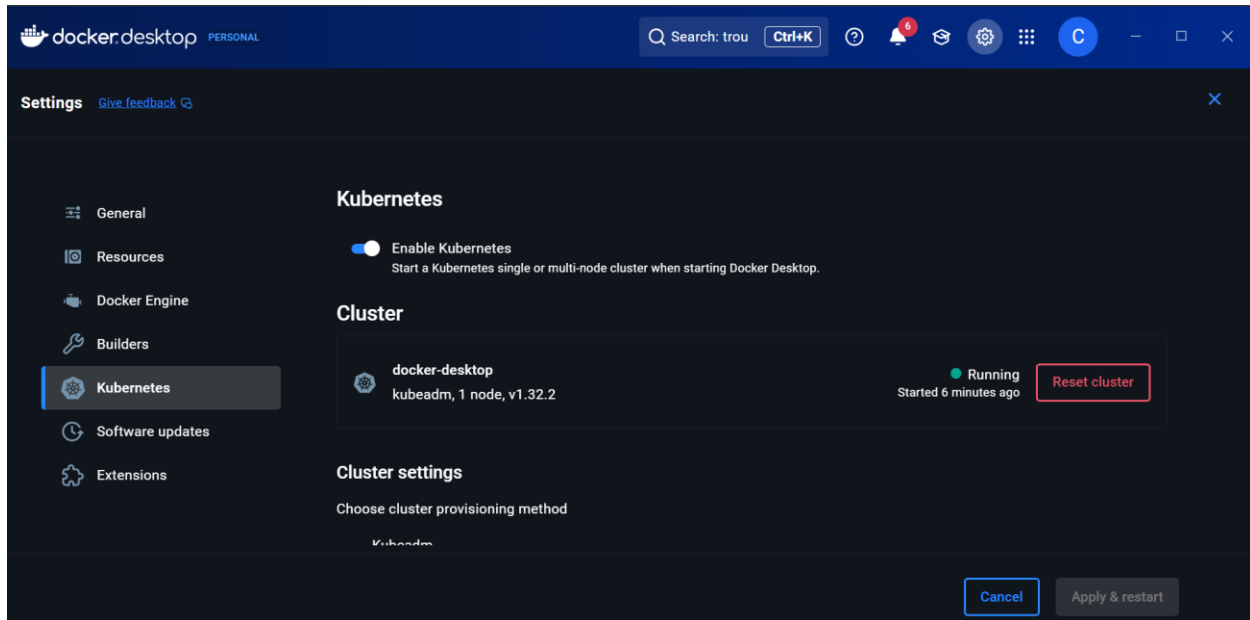 docker.desktop PERSONAL
Search: trou Ctrl+K
6
C
Settings Give feedback
General
Resources
Docker Engine
Builders
Kubernetes
Software updates
Extensions
Kubernetes
Enable Kubernetes
Start a Kubernetes single or multi-node cluster when starting Docker Desktop.
Cluster
docker-desktop
kubeadm, 1 node, v1.32.2
Running
Started 6 minutes ago
Reset cluster
Cluster settings
Choose cluster provisioning method
Kubeadm
Cancel
Apply & restart